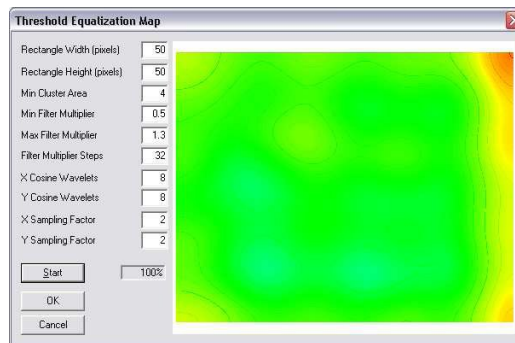 Threshold Equalization Map
Rectangle Width (pixels) 50
Rectangle Height (pixels) 50
Min Cluster Area 4
Min Filter Multiplier 0.5
Max Filter Multiplier 1.3
Filter Multiplier Steps 32
X Cosine Wavelets 8
Y Cosine Wavelets 8
X Sampling Factor 2
Y Sampling Factor 2
Start 100%
OK
Cancel